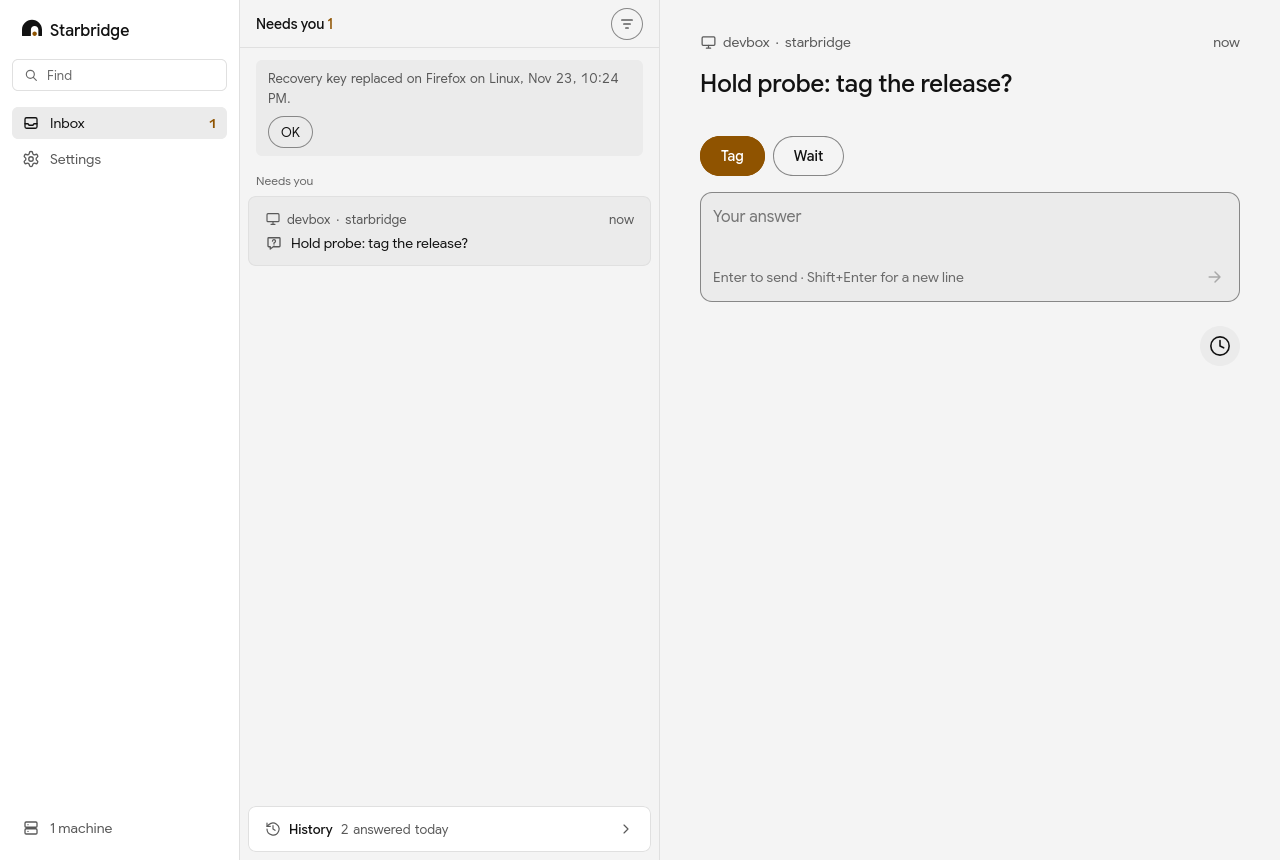 Starbridge
Find
Inbox 1
Settings
1 machine
Needs you 1
Recovery key replaced on Firefox on Linux, Nov 23, 10:24
PM.
OK
Needs you
devbox · starbridge now
Hold probe: tag the release?
History 2 answered today
devbox · starbridge now
Hold probe: tag the release?
Tag Wait
Your answer
Enter to send · Shift+Enter for a new line